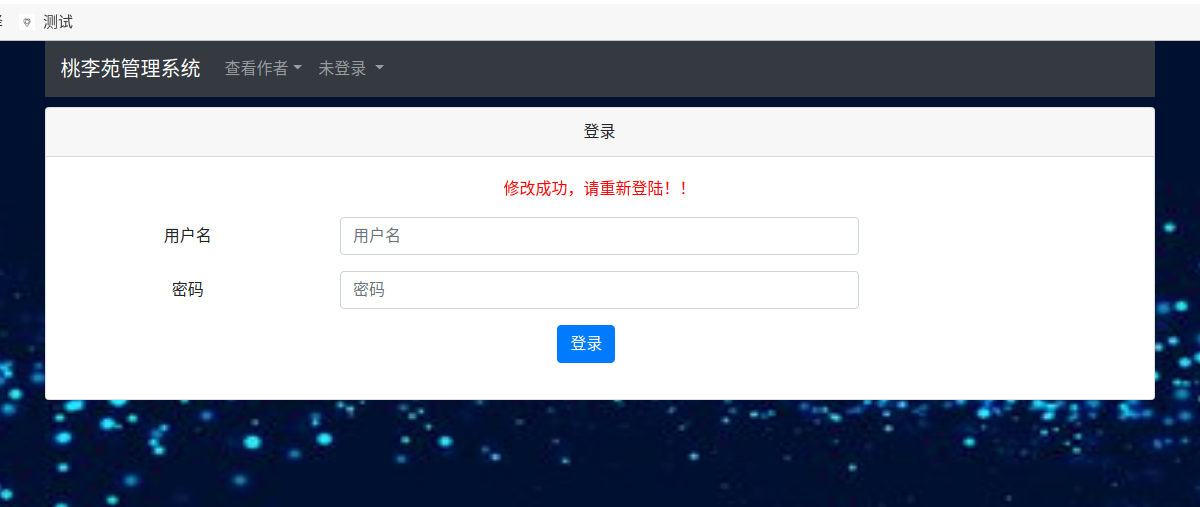 测试
桃李苑管理系统 查看作者 未登录
登录
修改成功，请重新登陆！！
用户名 用户名
密码 密码
登录